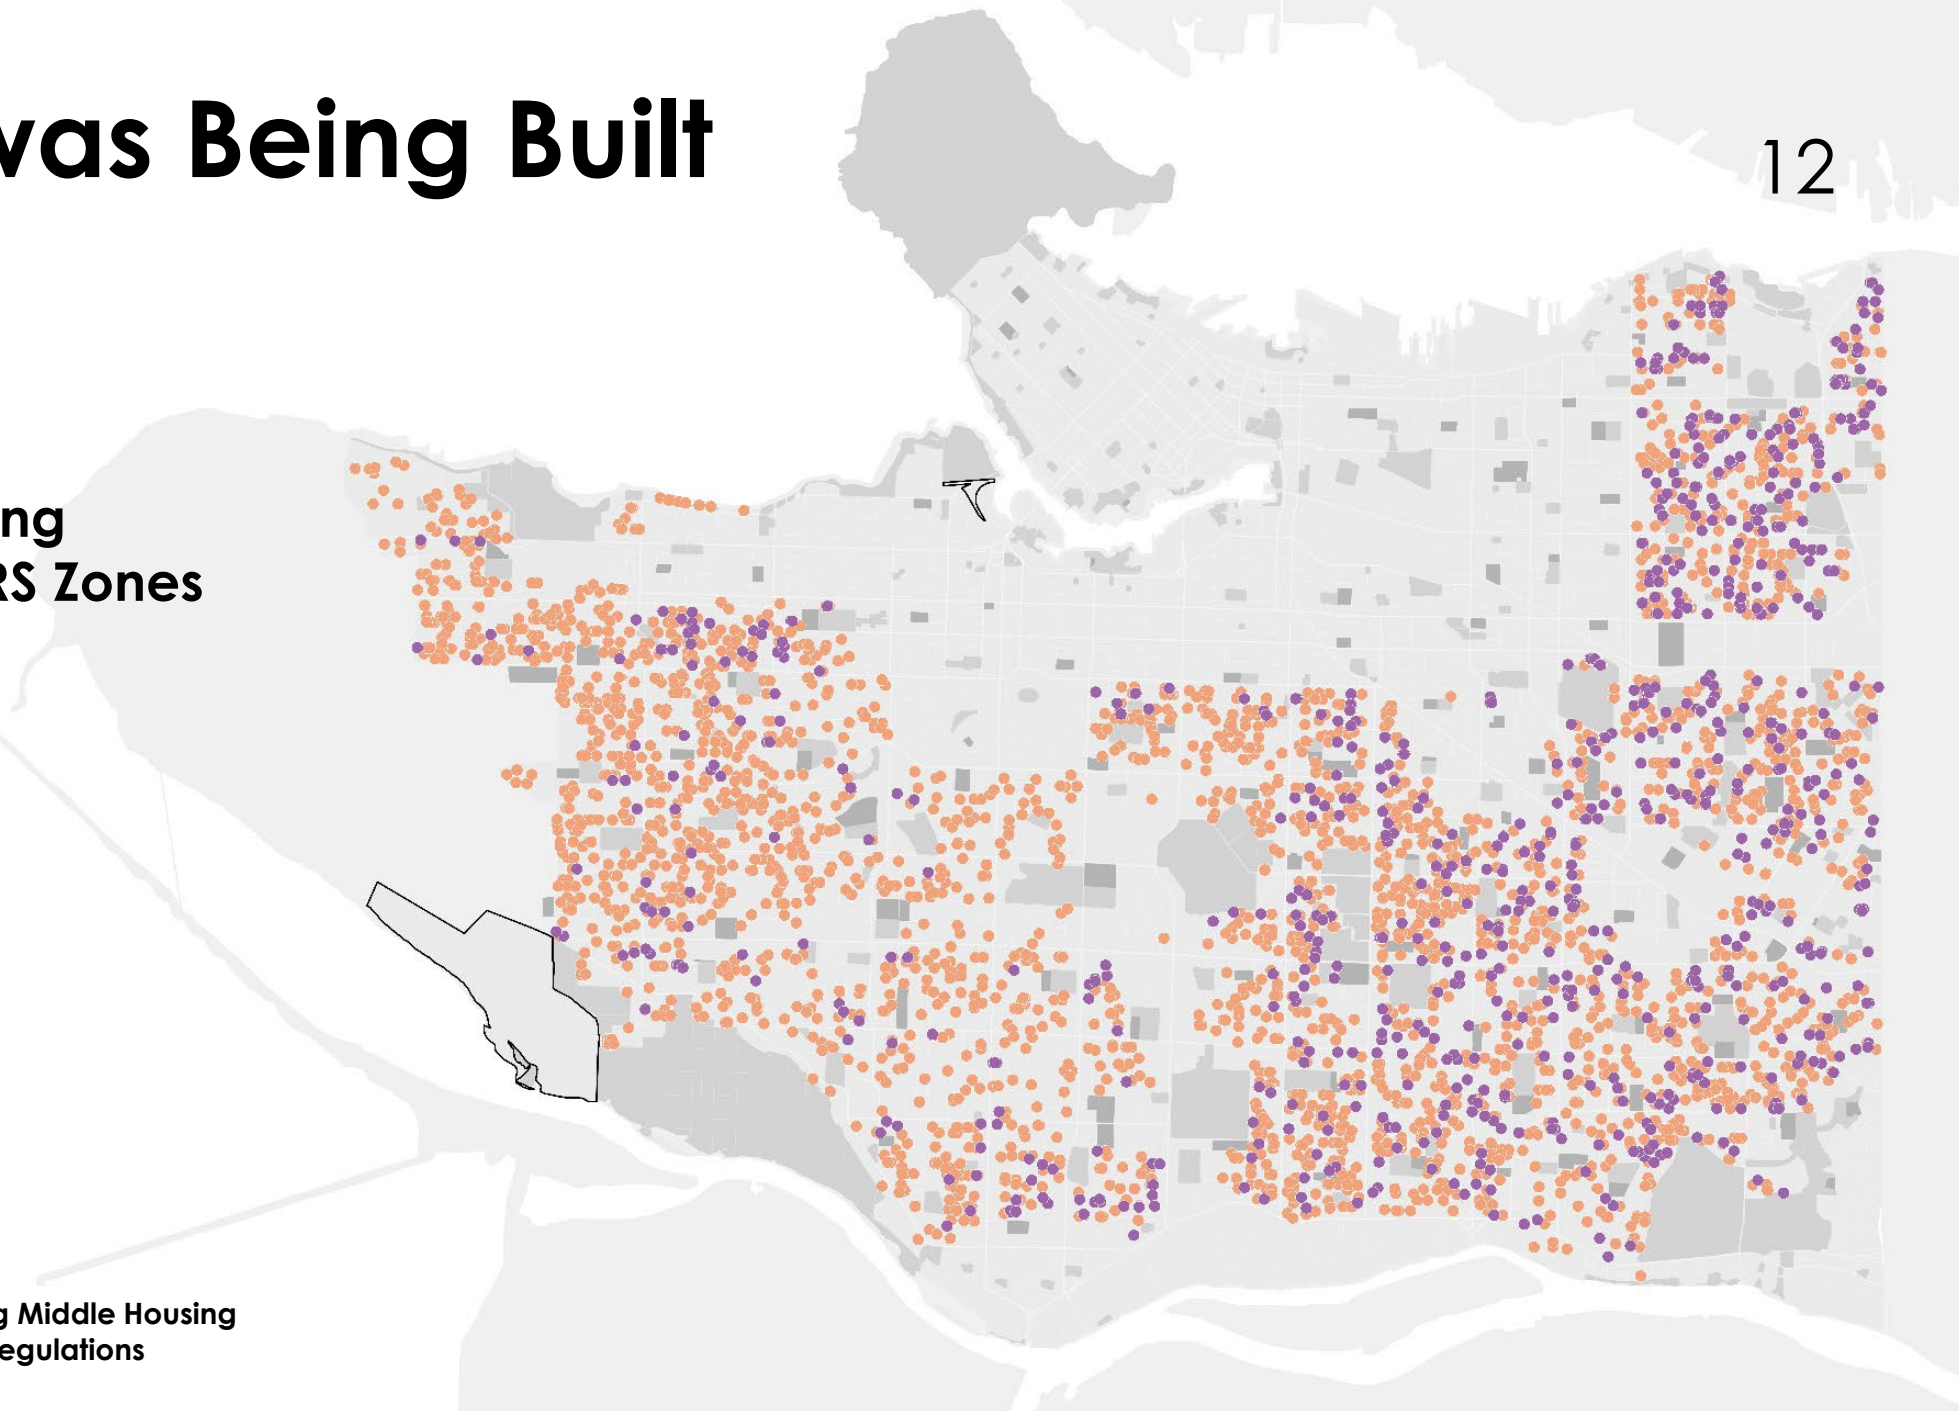 was Being Built
12
ng
RS Zones
g Middle Housing
egulations